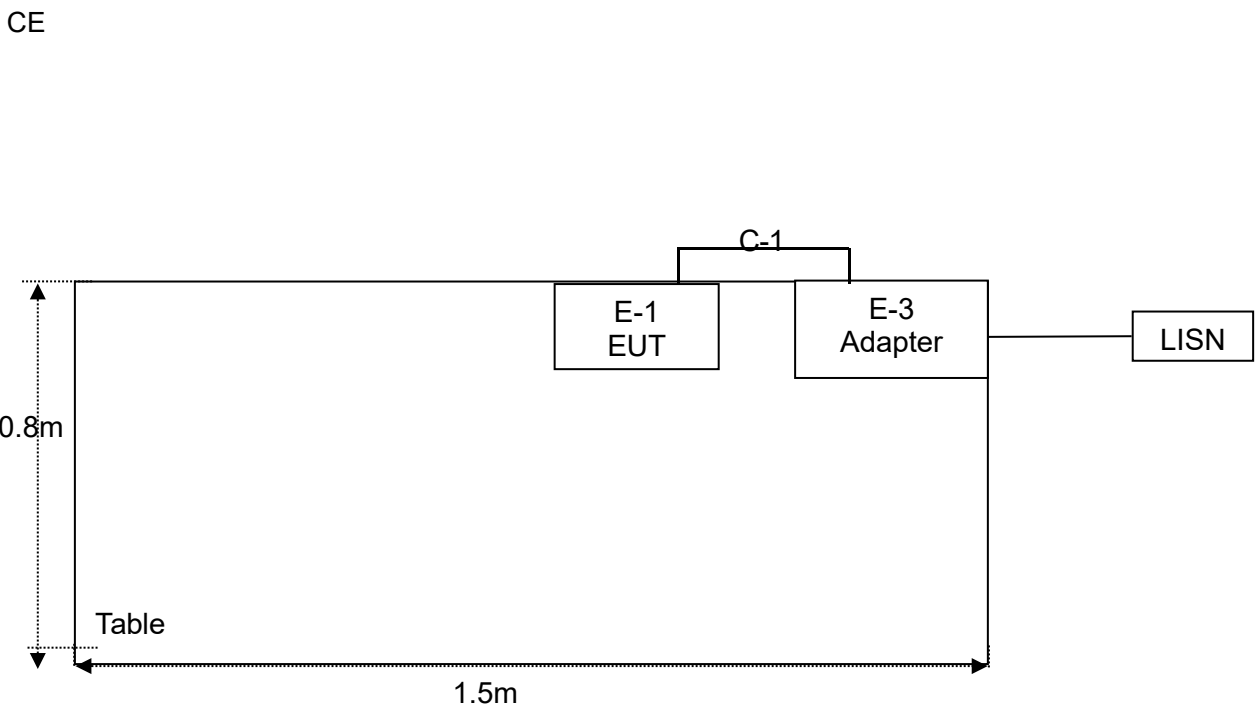 CE
C-1
E-1
EUT
E-3
Adapter
LISN
0.8m
Table
1.5m